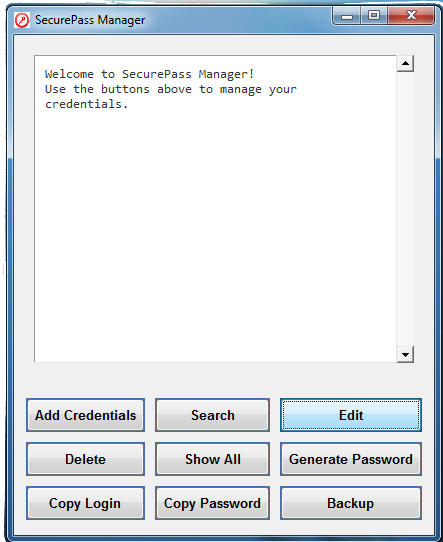 SecurePass Manager
Welcome to SecurePass Manager!
Use the buttons above to manage your
credentials.
Add Credentials
Search
Edit
Delete
Show All
Generate Password
Copy Login
Copy Password
Backup